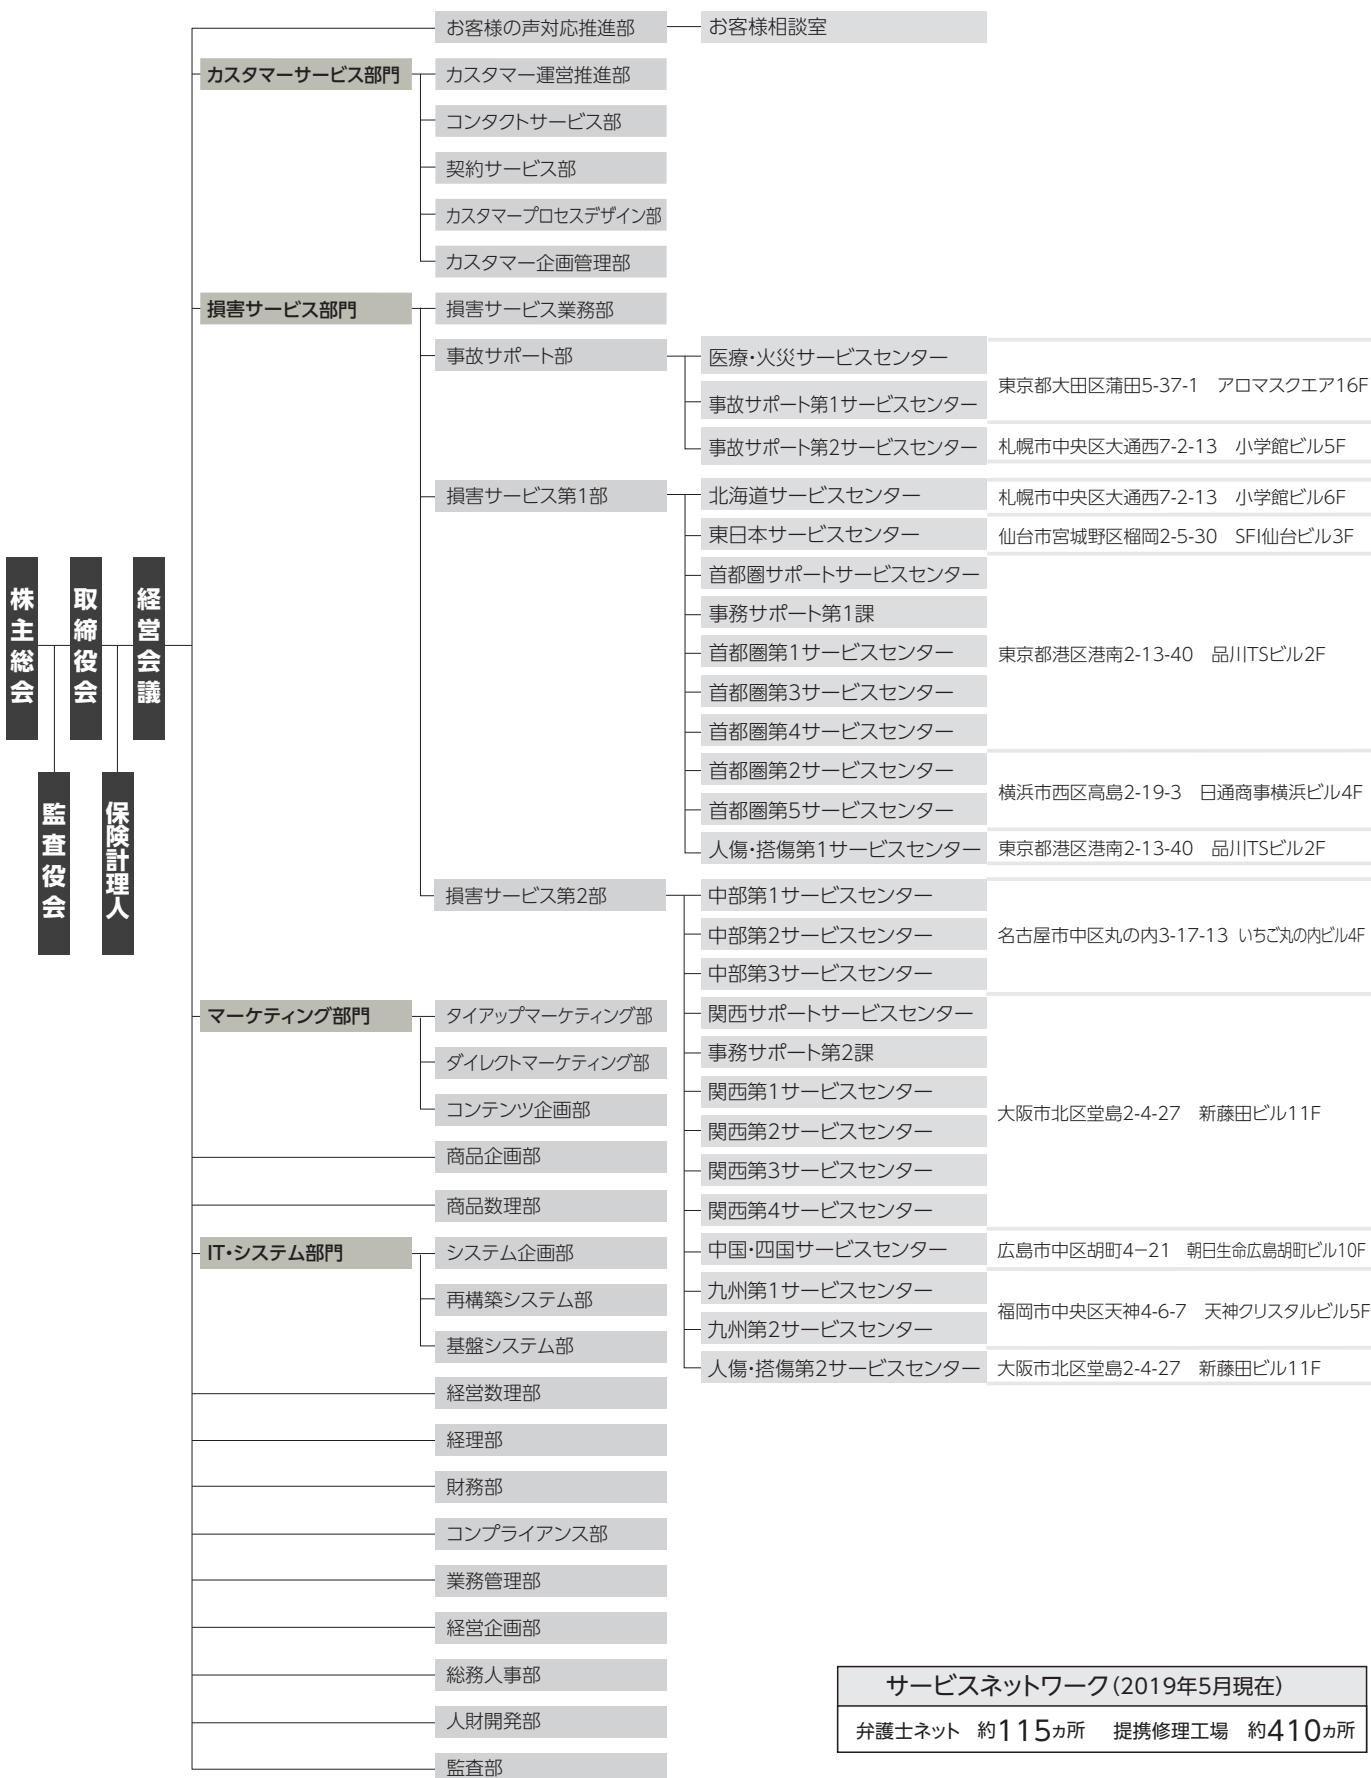 お客様の声対応推進部 お客様相談室
カスタマーサービス部門 カスタマー運営推進部
コンタクトサービス部
契約サービス部
カスタマープロセスデザイン部
カスタマー企画管理部
損害サービス部門 損害サービス業務部
事故サポート部 医療・火災サービスセンター
東京都大田区蒲田5-37-1 アロマスクエア16F
事故サポート第1サービスセンター
事故サポート第2サービスセンター 札幌市中央区大通西7-2-13 小学館ビル5F
損害サービス第1部 北海道サービスセンター 札幌市中央区大通西7-2-13 小学館ビル6F
東日本サービスセンター 仙台市宮城野区榴岡2-5-30 SFI仙台ビル3F
首都圏サポートサービスセンター
事務サポート第1課
首都圏第1サービスセンター 東京都港区港南2-13-40 品川TSビル2F
首都圏第3サービスセンター
首都圏第4サービスセンター
首都圏第2サービスセンター
横浜市西区高島2-19-3 日通商事横浜ビル4F
首都圏第5サービスセンター
人傷・搭傷第1サービスセンター 東京都港区港南2-13-40 品川TSビル2F
株主総会
取締役会
経営会議
監査役会
保険計理人
損害サービス第2部 中部第1サービスセンター
中部第2サービスセンター 名古屋市中区丸の内3-17-13 いちご丸の内ビル4F
中部第3サービスセンター
マーケティング部門 タイアップマーケティング部 関西サポートサービスセンター
ダイレクトマーケティング部 事務サポート第2課
関西第1サービスセンター
コンテンツ企画部 大阪市北区堂島2-4-27 新藤田ビル11F
関西第2サービスセンター
商品企画部 関西第3サービスセンター
商品数理部 関西第4サービスセンター
IT・システム部門 システム企画部 中国・四国サービスセンター 広島市中区胡町4−21 朝日生命広島胡町ビル10F
再構築システム部 九州第1サービスセンター
福岡市中央区天神4-6-7 天神クリスタルビル5F
九州第2サービスセンター
基盤システム部
人傷・搭傷第2サービスセンター 大阪市北区堂島2-4-27 新藤田ビル11F
経営数理部
経理部
財務部
コンプライアンス部
業務管理部
経営企画部
総務人事部
人財開発部
監査部
サービスネットワーク(2019年5月現在)
弁護士ネット 約115ヵ所 提携修理工場 約410ヵ所